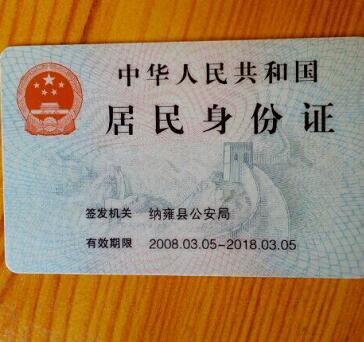 中华人民共和国
居民身份证
签发机关 纳雍县公安局
有效期限 2008.03.05-2018.03.05